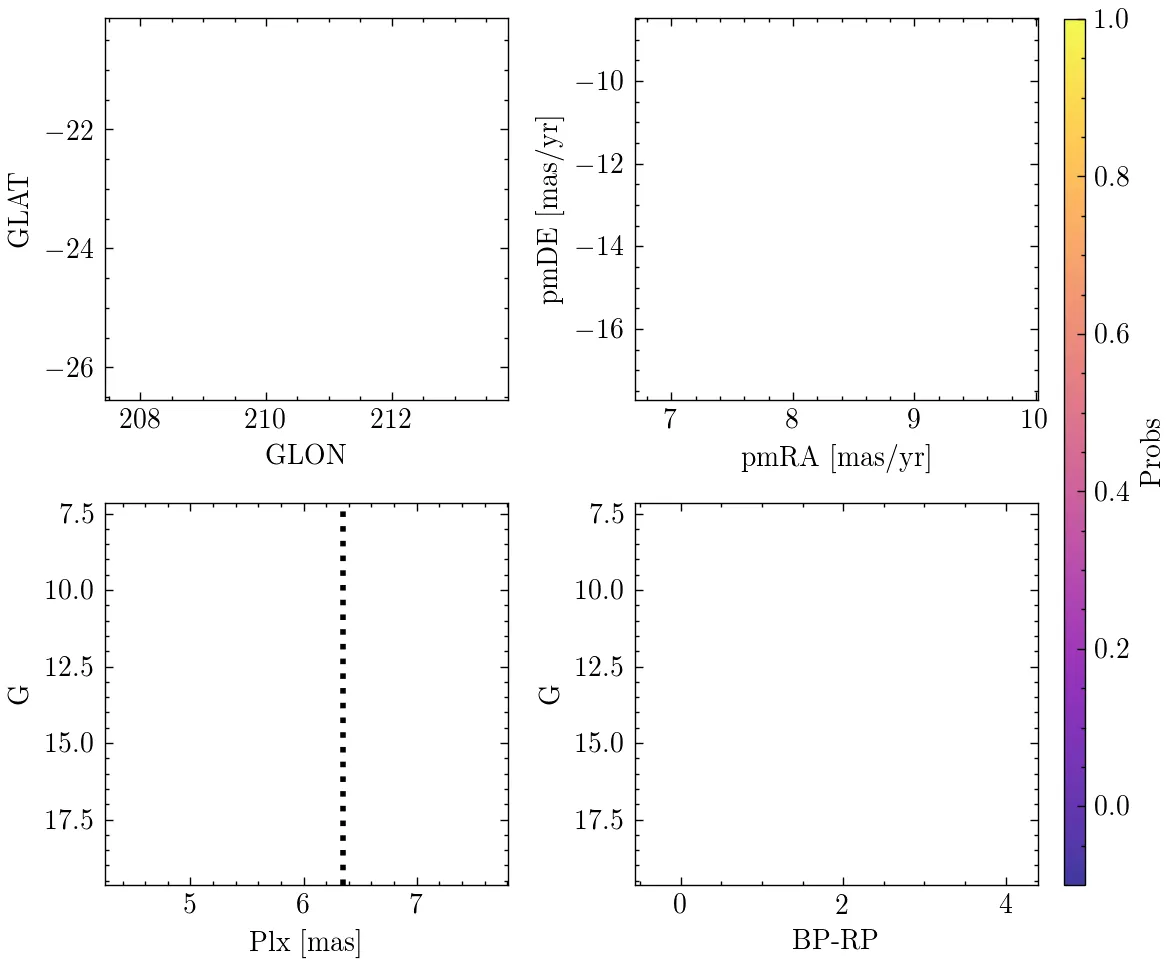 −22
−24
−26
GLAT
208 210 212
GLON
−10
−12
−14
−16
pmDE [mas/yr]
7 8 9 10
pmRA [mas/yr]
1.0
0.8
0.6
0.4
0.2
0.0
Probs
7.5
10.0
12.5
15.0
17.5
G
5 6 7
Plx [mas]
7.5
10.0
12.5
15.0
17.5
G
0 2 4
BP-RP